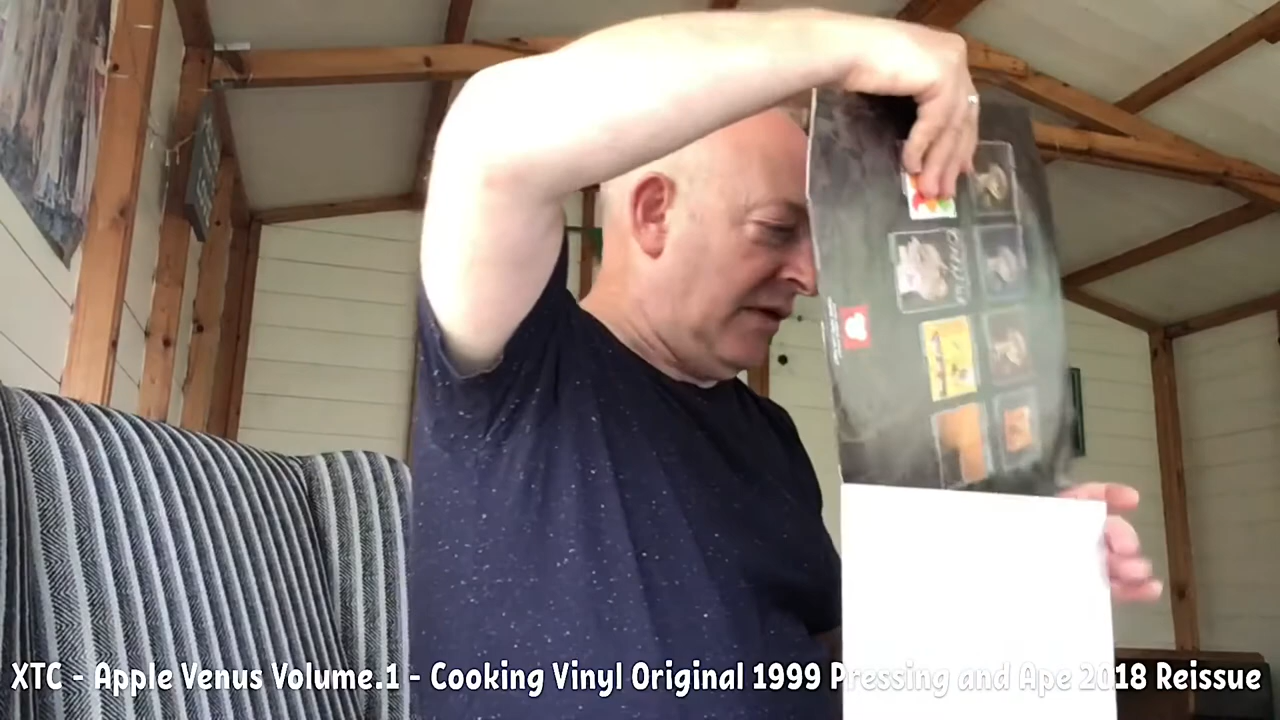 XTC - Apple Venus Volume.1 - Cooking Vinyl Original 1999 Pressing and Ape 2018 Reissue